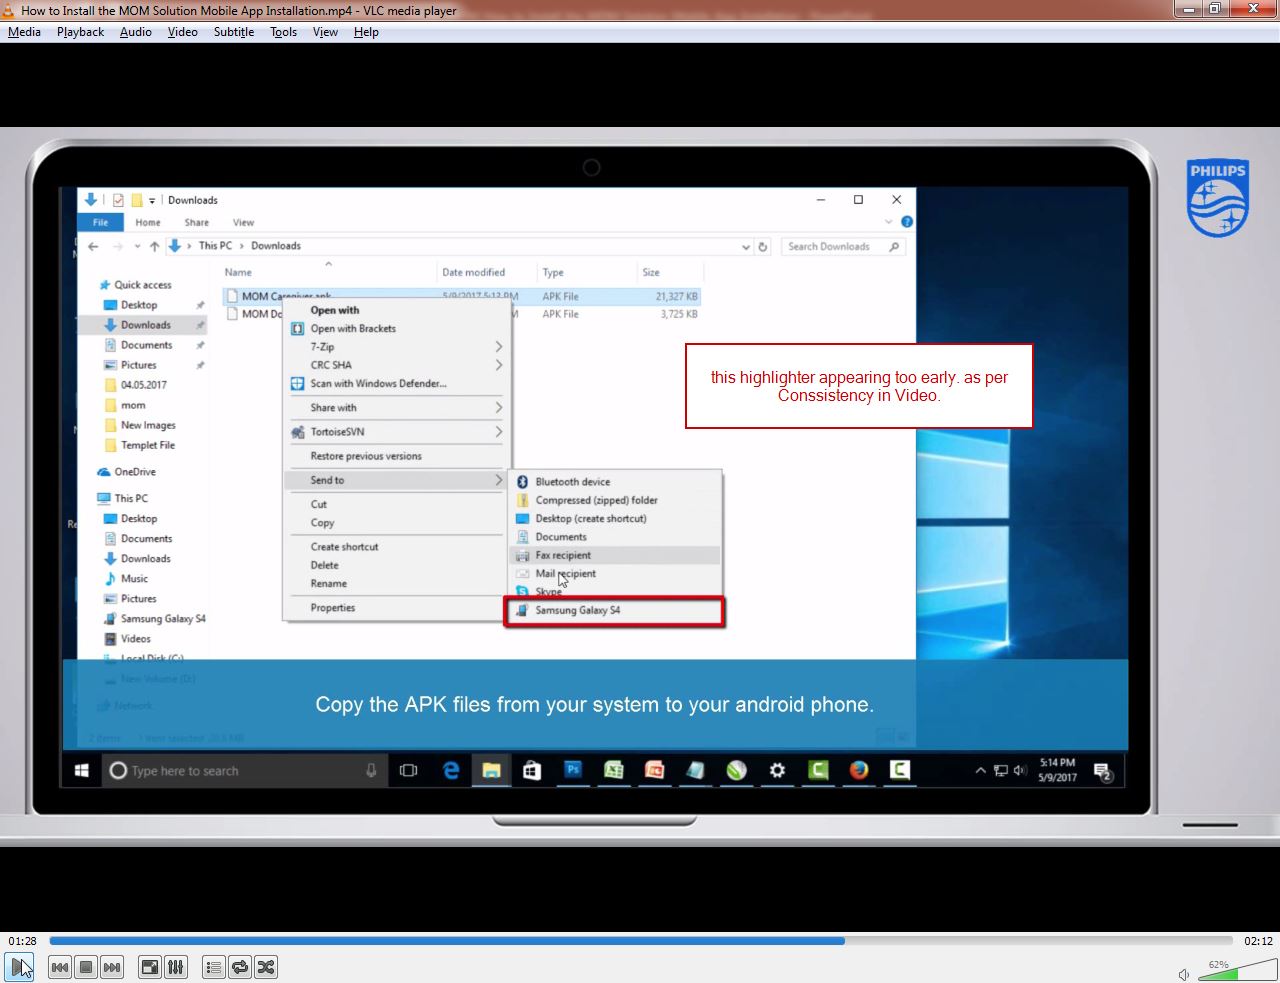 How to Install the MOM Solution Mobile App Installation.mp4 - VLC media player
Media Playback Audio Video Subtitle Tools View Help
PHILIPS
Downloads
File Home Share View
This PC > Downloads
Search Downloads
Name Date modified Type Size
MOM Caregiver.apk 5/9/2017 5:13 PM APK File 21,327 KB
MOM Do M APK File 3,725 KB
Quick access
Desktop
Downloads
Documents
Pictures
04.05.2017
mom
New Images
Templet File
OneDrive
This PC
Desktop
Documents
Downloads
Music
Pictures
Samsung Galaxy S4
Videos
Local Disk (C:)
New Volume (D:)
Network
2 items 1 item selected 20.8 MB
Open with
Open with Brackets
7-Zip
CRC SHA
Scan with Windows Defender...
Share with
TortoiseSVN
Restore previous versions
Send to
Cut
Copy
Create shortcut
Delete
Rename
Properties
Bluetooth device
Compressed (zipped) folder
Desktop (create shortcut)
Documents
Fax recipient
Mail recipient
Skype
Samsung Galaxy S4
this highlighter appearing too early. as per
Conssistency in Video.
Re
Copy the APK files from your system to your android phone.
Type here to search
Ps
5:14 PM
5/9/2017
2
01:28
02:12
62%